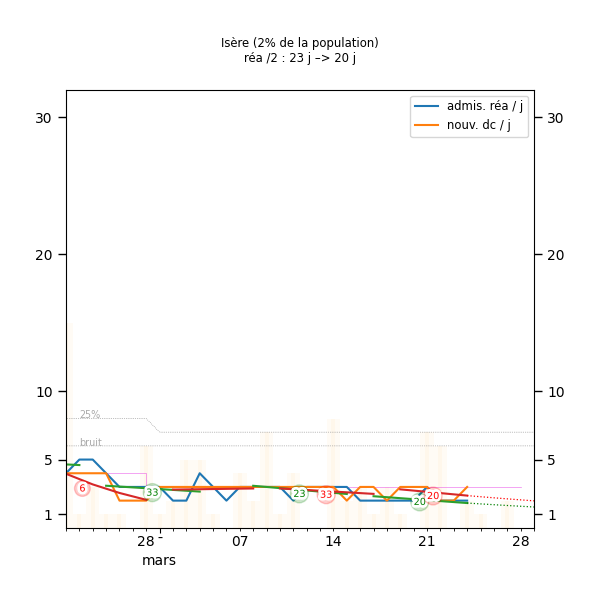 Isère (2% de la population)
réa /2 : 23 j –> 20 j
admis. réa / j
nouv. dc / j
30 30
20 20
10 10
25%
bruit
5 5
6 33 23 33 20 20
1 1
28 07 14 21 28
mars